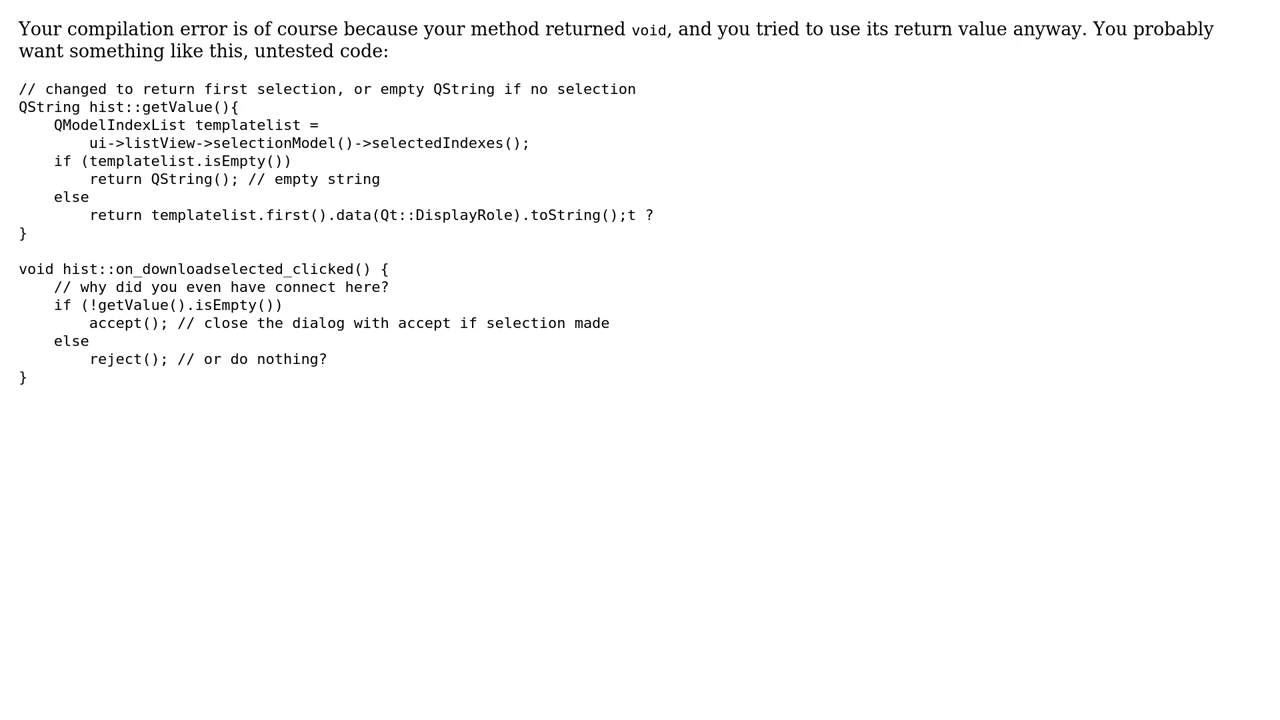 Your compilation error is of course because your method returned void, and you tried to use its return value anyway. You probably
want something like this, untested code:
// changed to return first selection, or empty QString if no selection
QString hist::getValue(){
    QModelIndexList templatelist =
        ui->listView->selectionModel()->selectedIndexes();
    if (templatelist.isEmpty())
        return QString(); // empty string
    else
        return templatelist.first().data(Qt::DisplayRole).toString();t ?
}

void hist::on_downloadselected_clicked() {
    // why did you even have connect here?
    if (!getValue().isEmpty())
        accept(); // close the dialog with accept if selection made
    else
        reject(); // or do nothing?
}